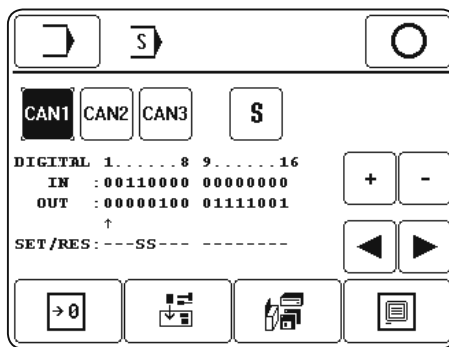 S
CAN1 CAN2 CAN3 S
DIGITAL 1......8 9......16
IN :00110000 00000000
OUT :00000100 01111001
↑
SET/RES:---SS--- --------
+ -
→0